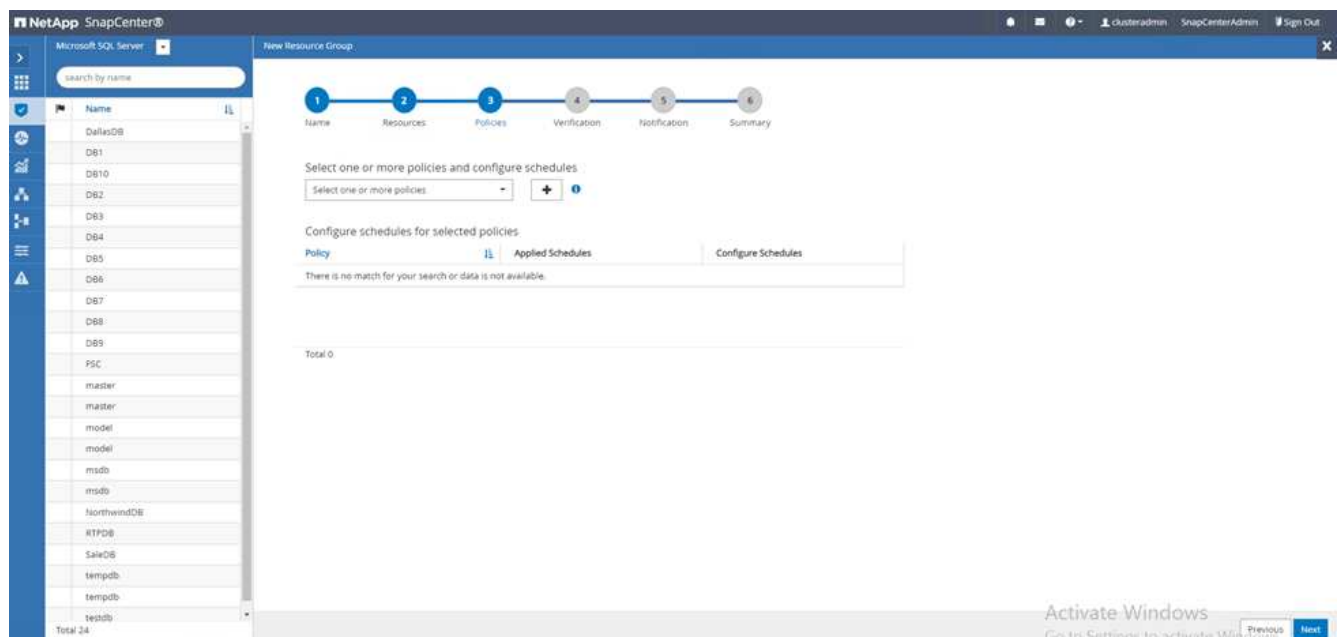 NetApp SnapCenter®
clusteradmin SnapCenterAdmin Sign Out
Microsoft SQL Server
New Resource Group
search by name
Name
DallasDB
DB1
DB10
DB2
DB3
DB4
DB5
DB6
DB7
DB8
DB9
PSC
master
master
model
model
msdb
msdb
NorthwindDB
RTPDB
SaleDB
tempdb
tempdb
testdb
Total 24
1 2 3 4 5 6
Name Resources Policies Verification Notification Summary
Select one or more policies and configure schedules
Select one or more policies
Configure schedules for selected policies
Policy Applied Schedules Configure Schedules
There is no match for your search or data is not available.
Total 0
Activate Windows
Go to Settings to activate
Previous Next